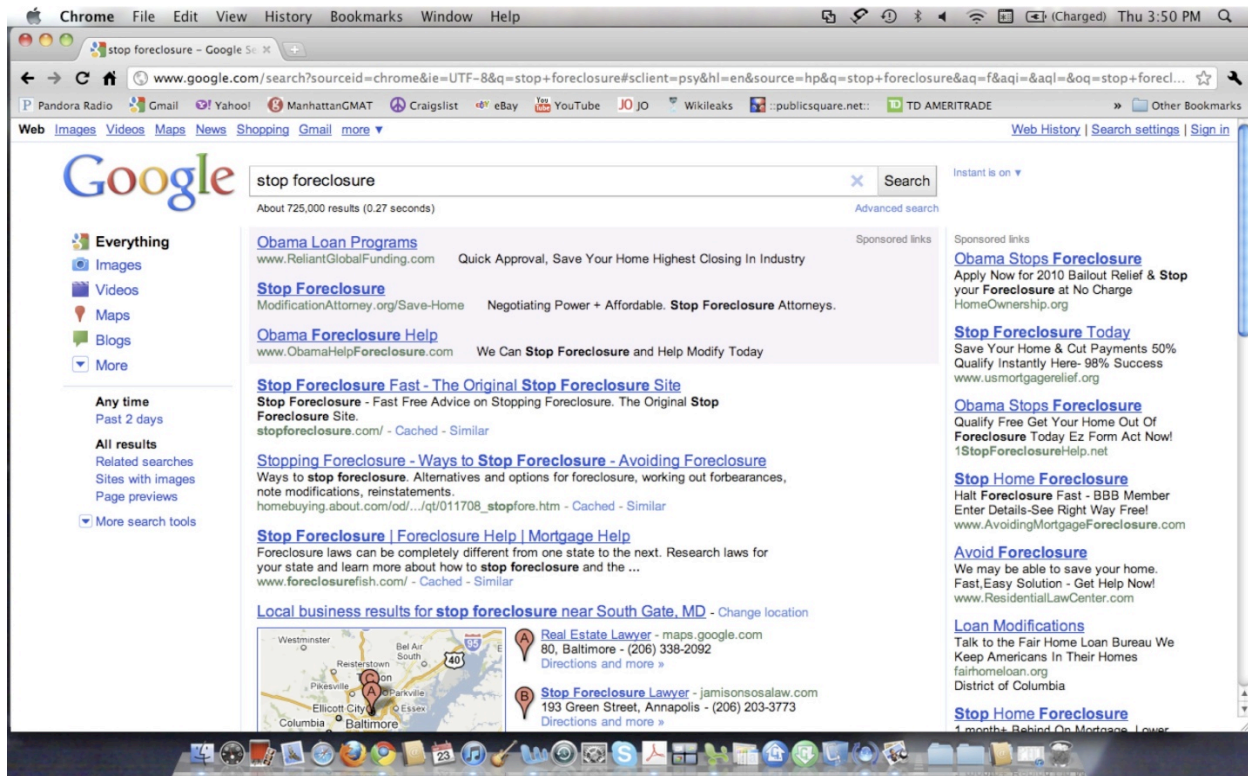 Chrome File Edit View History Bookmarks Window Help (Charged) Thu 3:50 PM
stop foreclosure – Google Se
www.google.com/search?sourceid=chrome&ie=UTF-8&q=stop+foreclosure#sclient=psy&hl=en&source=hp&q=stop+foreclosure&aq=f&aqi=&aql=&oq=stop+forecl...
Pandora Radio Gmail Yahoo! ManhattanGMAT Craigslist eBay YouTube JO Wikileaks ::publicsquare.net:: TD AMERITRADE » Other Bookmarks
Web Images Videos Maps News Shopping Gmail more ▼ Web History | Search settings | Sign in
Google
stop foreclosure
Search
Instant is on ▼
About 725,000 results (0.27 seconds)
Advanced search
Everything
Images
Videos
Maps
Blogs
More
Any time
Past 2 days
All results
Related searches
Sites with images
Page previews
More search tools
Sponsored links
Obama Loan Programs
www.ReliantGlobalFunding.com Quick Approval, Save Your Home Highest Closing In Industry
Stop Foreclosure
ModificationAttorney.org/Save-Home Negotiating Power + Affordable. Stop Foreclosure Attorneys.
Obama Foreclosure Help
www.ObamaHelpForeclosure.com We Can Stop Foreclosure and Help Modify Today
Stop Foreclosure Fast - The Original Stop Foreclosure Site
Stop Foreclosure - Fast Free Advice on Stopping Foreclosure. The Original Stop
Foreclosure Site.
stopforeclosure.com/ - Cached - Similar
Stopping Foreclosure - Ways to Stop Foreclosure - Avoiding Foreclosure
Ways to stop foreclosure. Alternatives and options for foreclosure, working out forbearances,
note modifications, reinstatements.
homebuying.about.com/od/.../qt/011708_stopfore.htm - Cached - Similar
Stop Foreclosure | Foreclosure Help | Mortgage Help
Foreclosure laws can be completely different from one state to the next. Research laws for
your state and learn more about how to stop foreclosure and the ...
www.foreclosurefish.com/ - Cached - Similar
Local business results for stop foreclosure near South Gate, MD - Change location
Westminster
Bel Air
South
95
40
Reisterstown
Pikesville
Parkville
Ellicott City
Essex
Columbia
Baltimore
C
A
A
Real Estate Lawyer - maps.google.com
80, Baltimore - (206) 338-2092
Directions and more »
B
Stop Foreclosure Lawyer - jamisonsosalaw.com
193 Green Street, Annapolis - (206) 203-3773
Directions and more »
Sponsored links
Obama Stops Foreclosure
Apply Now for 2010 Bailout Relief & Stop
your Foreclosure at No Charge
HomeOwnership.org
Stop Foreclosure Today
Save Your Home & Cut Payments 50%
Qualify Instantly Here- 98% Success
www.usmortgagerelief.org
Obama Stops Foreclosure
Qualify Free Get Your Home Out Of
Foreclosure Today Ez Form Act Now!
1StopForeclosureHelp.net
Stop Home Foreclosure
Halt Foreclosure Fast - BBB Member
Enter Details-See Right Way Free!
www.AvoidingMortgageForeclosure.com
Avoid Foreclosure
We may be able to save your home.
Fast,Easy Solution - Get Help Now!
www.ResidentialLawCenter.com
Loan Modifications
Talk to the Fair Home Loan Bureau We
Keep Americans In Their Homes
fairhomeloan.org
District of Columbia
Stop Home Foreclosure
1 month+ Behind On Mortgage, Lower
23